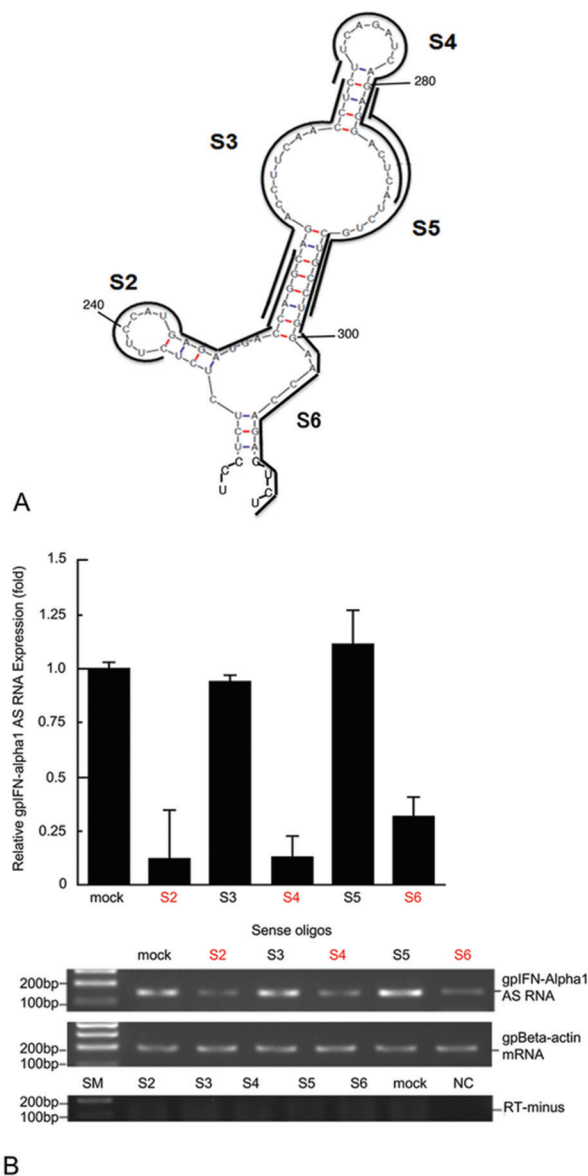 S4
280
S3
S5
S2
240
300
S6
A
Relative gpIFN-alpha1 AS RNA Expression (fold)
1.5
1.25
1.0
0.75
0.5
0.25
0
mock S2 S3 S4 S5 S6
Sense oligos
mock S2 S3 S4 S5 S6
200bp
100bp
gpIFN-Alpha1
AS RNA
200bp
100bp
gpBeta-actin
mRNA
SM S2 S3 S4 S5 S6 mock NC
200bp
100bp
RT-minus
B